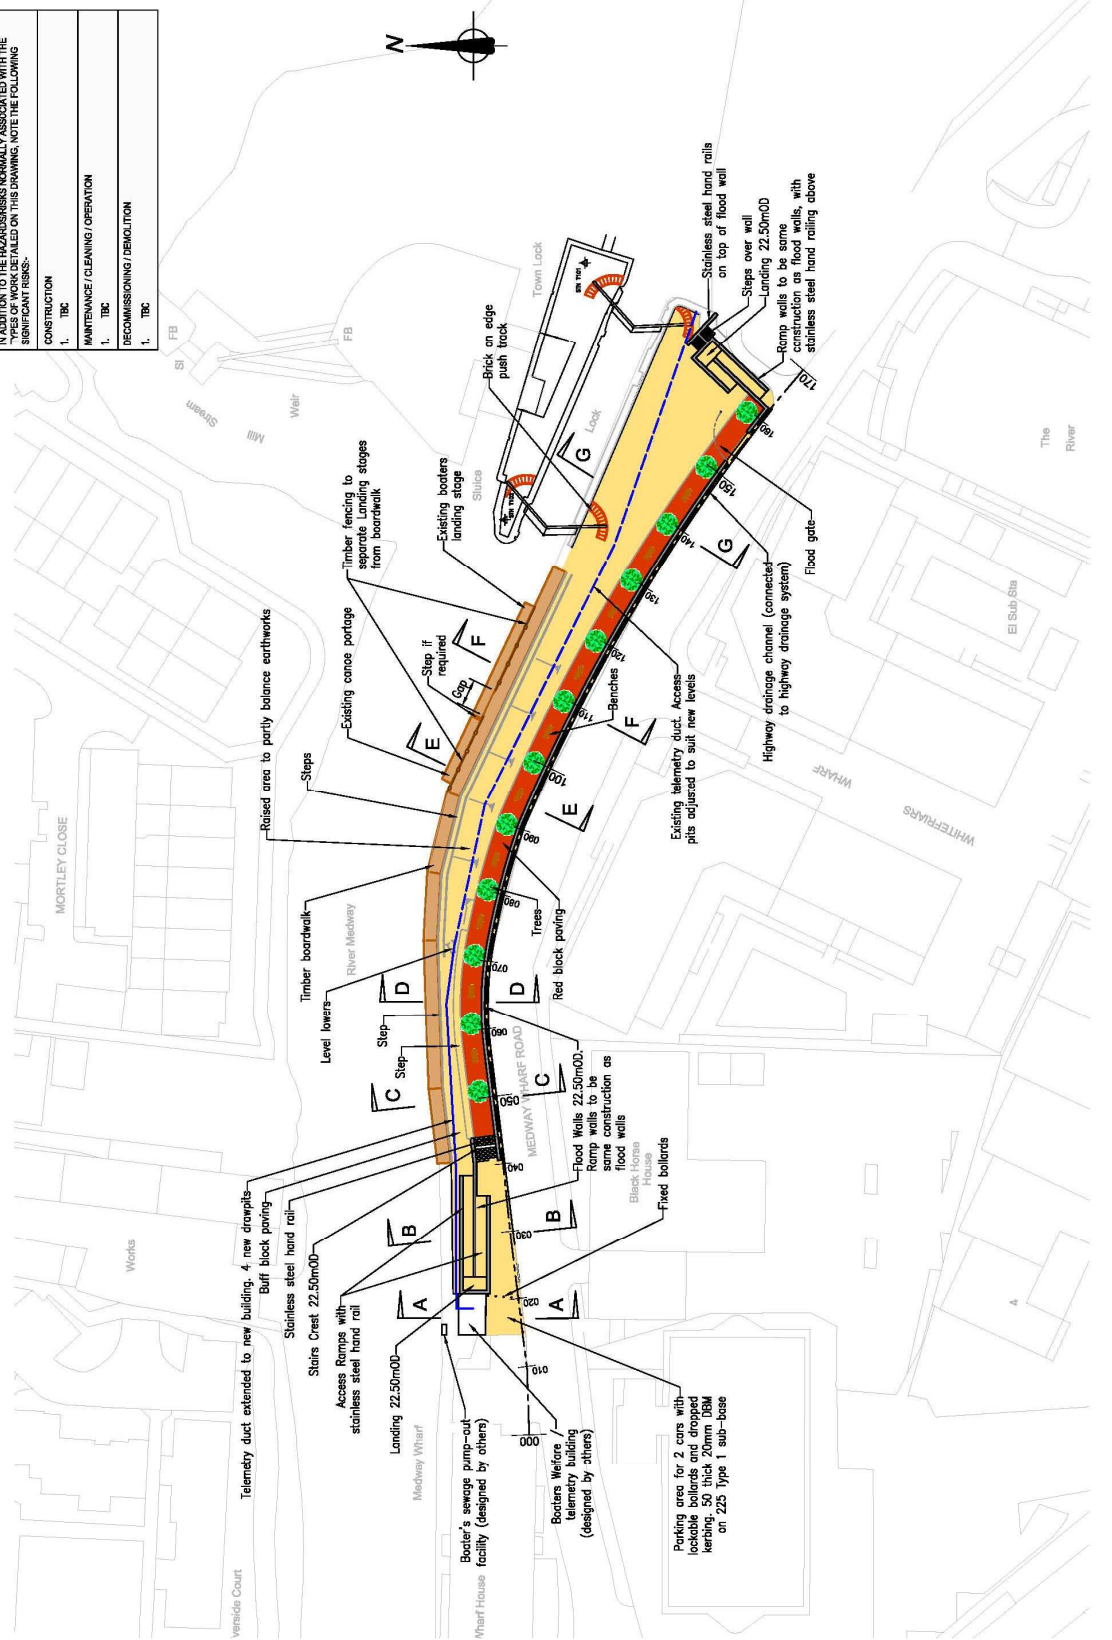 IN ADDITION TO THE HAZARDS/RISKS NORMALLY ASSOCIATED WITH THE
TYPES OF WORK DETAILED ON THIS DRAWING, NOTE THE FOLLOWING
SIGNIFICANT RISKS:-
CONSTRUCTION
1. TBC
MAINTENANCE / CLEANING / OPERATION
1. TBC
DECOMMISSIONING / DEMOLITION
1. TBC
N
Telemetry duct extended to new building. 4 new drawpits
Buff block paving
Stainless steel hand rail
Stairs Crest 22.50mOD
Access Ramps with
stainless steel hand rail
Landing 22.50mOD
Boater's sewage pump-out
facility (designed by others)
Boaters Welfare /
telemetry building
(designed by others)
Parking area for 2 cars with
lockable bollards and dropped
kerbing. 50 thick 20mm DBM
on 225 Type 1 sub-base
Raised area to partly balance earthworks
Steps
Timber boardwalk
Level lowers
Step
Step
Existing canoe portage
Timber fencing to
separate Landing stages
from boardwalk
Existing boaters
landing stage
Step if
required
Gap
Brick on edge
push track
Stainless steel hand rails
on top of flood wall
Steps over wall
Landing 22.50mOD
Ramp walls to be same
construction as flood walls, with
stainless steel hand railing above
Flood gate
Highway drainage channel (connected
to highway drainage system)
Existing telemetry duct. Access
pits adjusted to suit new levels
Benches
Trees
Red block paving
Flood Walls 22.50mOD.
Ramp walls to be
same construction as
flood walls
Fixed bollards
A
A
B
B
C
C
D
D
E
E
F
F
G
G
000
010
020
030
040
050
060
070
080
090
100
110
120
130
140
150
160
170
STN T101
MORTLEY CLOSE
River Medway
Works
Medway Wharf
Wharf House
verside Court
MEDWAY WHARF ROAD
Black Horse
House
WHITEFRIARS
WHARF
El Sub Sta
The
River
Town Lock
Lock
Sluice
Weir
Mill
Stream
Sl
FB
FB
4